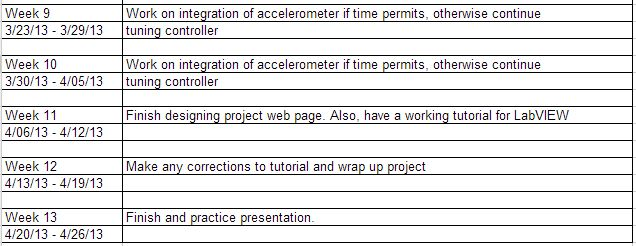 Week 9 Work on integration of accelerometer if time permits, otherwise continue
3/23/13 - 3/29/13 tuning controller
Week 10 Work on integration of accelerometer if time permits, otherwise continue
3/30/13 - 4/05/13 tuning controller
Week 11 Finish designing project web page. Also, have a working tutorial for LabVIEW
4/06/13 - 4/12/13
Week 12 Make any corrections to tutorial and wrap up project
4/13/13 - 4/19/13
Week 13 Finish and practice presentation.
4/20/13 - 4/26/13